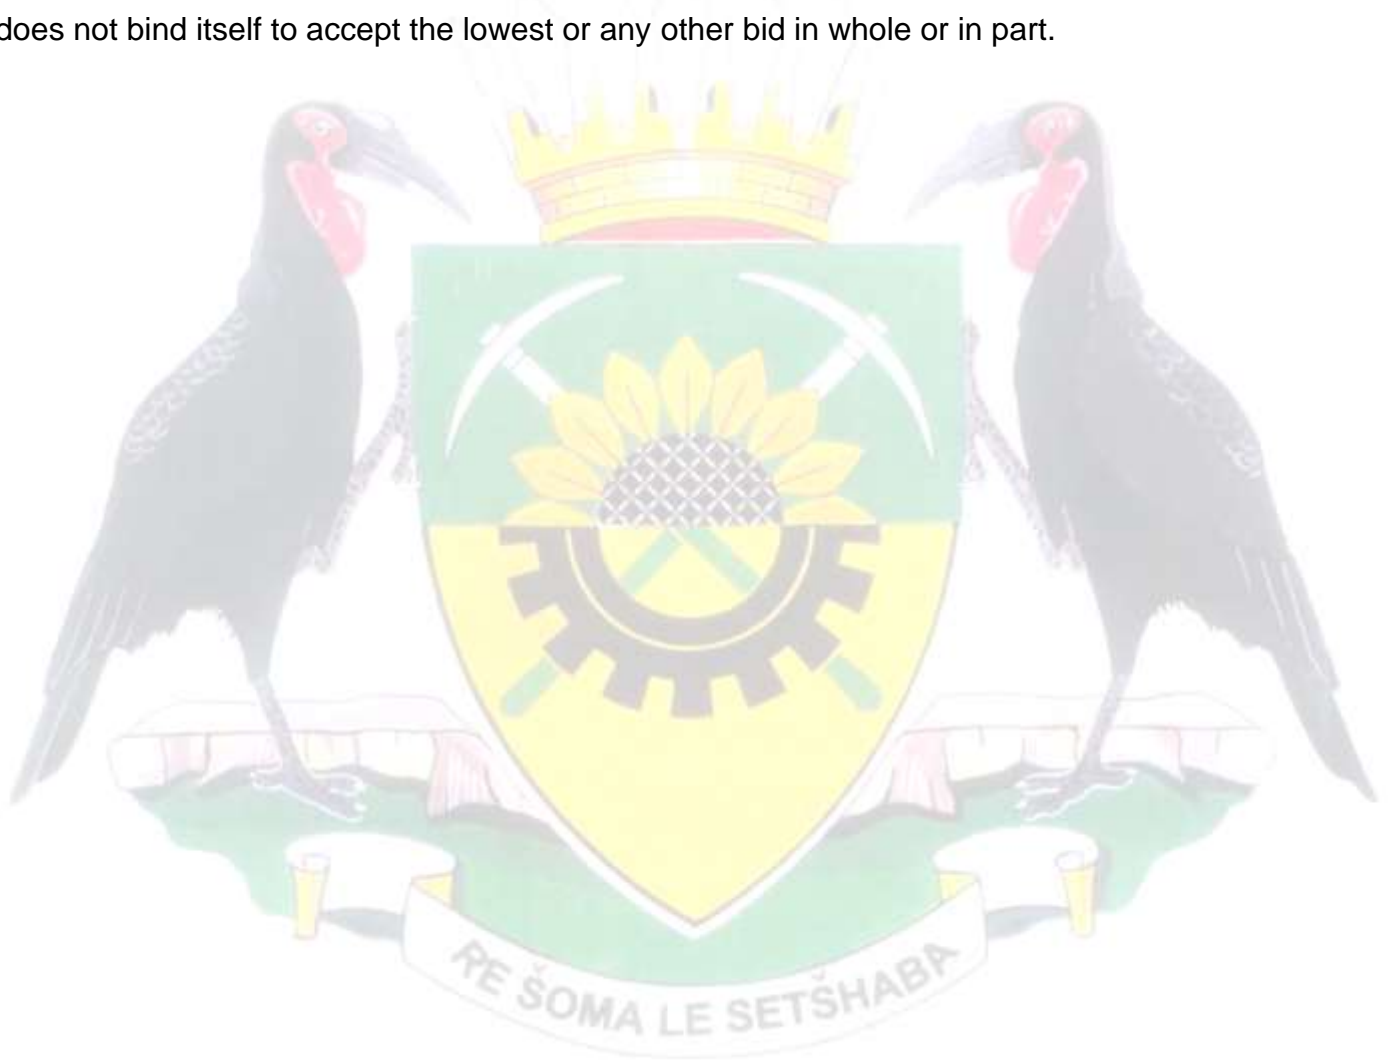 does not bind itself to accept the lowest or any other bid in whole or in part.
RE ŠOMA LE SETŠHABA